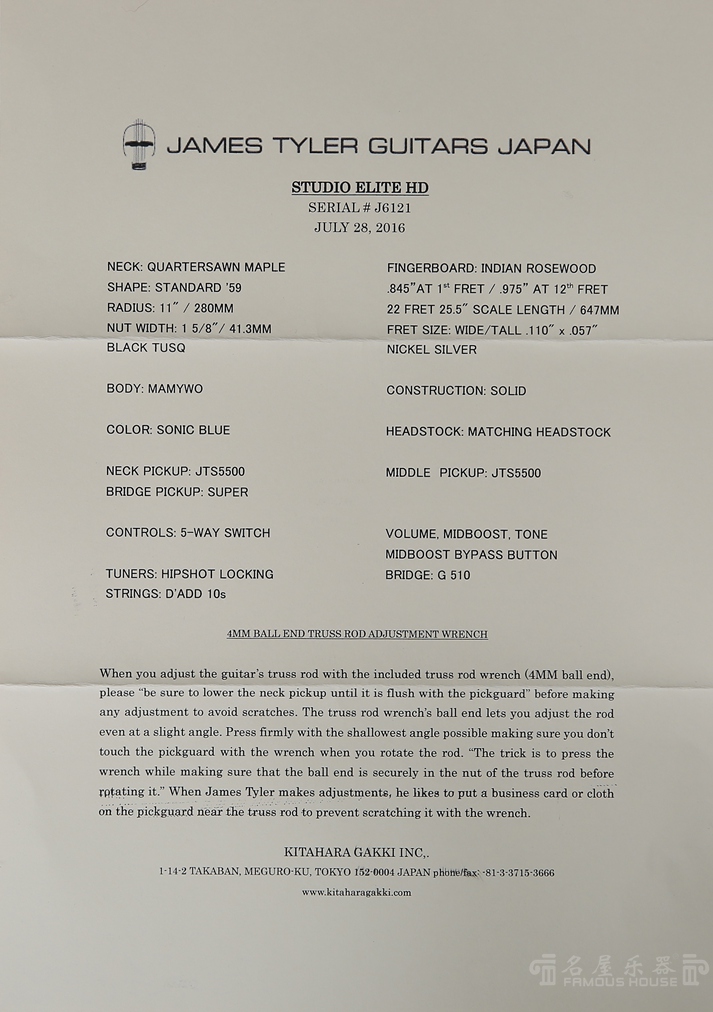 JAMES TYLER GUITARS JAPAN
STUDIO ELITE HD
SERIAL # J6121
JULY 28, 2016
NECK: QUARTERSAWN MAPLE
FINGERBOARD: INDIAN ROSEWOOD
SHAPE: STANDARD '59
.845”AT 1st FRET / .975” AT 12th FRET
RADIUS: 11″ / 280MM
22 FRET 25.5″ SCALE LENGTH / 647MM
NUT WIDTH: 1 5/8″/ 41.3MM
FRET SIZE: WIDE/TALL .110″ x .057″
BLACK TUSQ
NICKEL SILVER
BODY: MAMYWO
CONSTRUCTION: SOLID
COLOR: SONIC BLUE
HEADSTOCK: MATCHING HEADSTOCK
NECK PICKUP: JTS5500
MIDDLE PICKUP: JTS5500
BRIDGE PICKUP: SUPER
CONTROLS: 5-WAY SWITCH
VOLUME, MIDBOOST, TONE
MIDBOOST BYPASS BUTTON
TUNERS: HIPSHOT LOCKING
BRIDGE: G 510
STRINGS: D'ADD 10s
4MM BALL END TRUSS ROD ADJUSTMENT WRENCH
When you adjust the guitar's truss rod with the included truss rod wrench (4MM ball end),
please “be sure to lower the neck pickup until it is flush with the pickguard” before making
any adjustment to avoid scratches. The truss rod wrench's ball end lets you adjust the rod
even at a slight angle. Press firmly with the shallowest angle possible making sure you don't
touch the pickguard with the wrench when you rotate the rod. “The trick is to press the
wrench while making sure that the ball end is securely in the nut of the truss rod before
rotating it.” When James Tyler makes adjustments, he likes to put a business card or cloth
on the pickguard near the truss rod to prevent scratching it with the wrench.
KITAHARA GAKKI INC,.
1-14-2 TAKABAN, MEGURO-KU, TOKYO 152-0004 JAPAN phone/fax: -81-3-3715-3666
www.kitaharagakki.com
名屋乐器
FAMOUS HOUSE